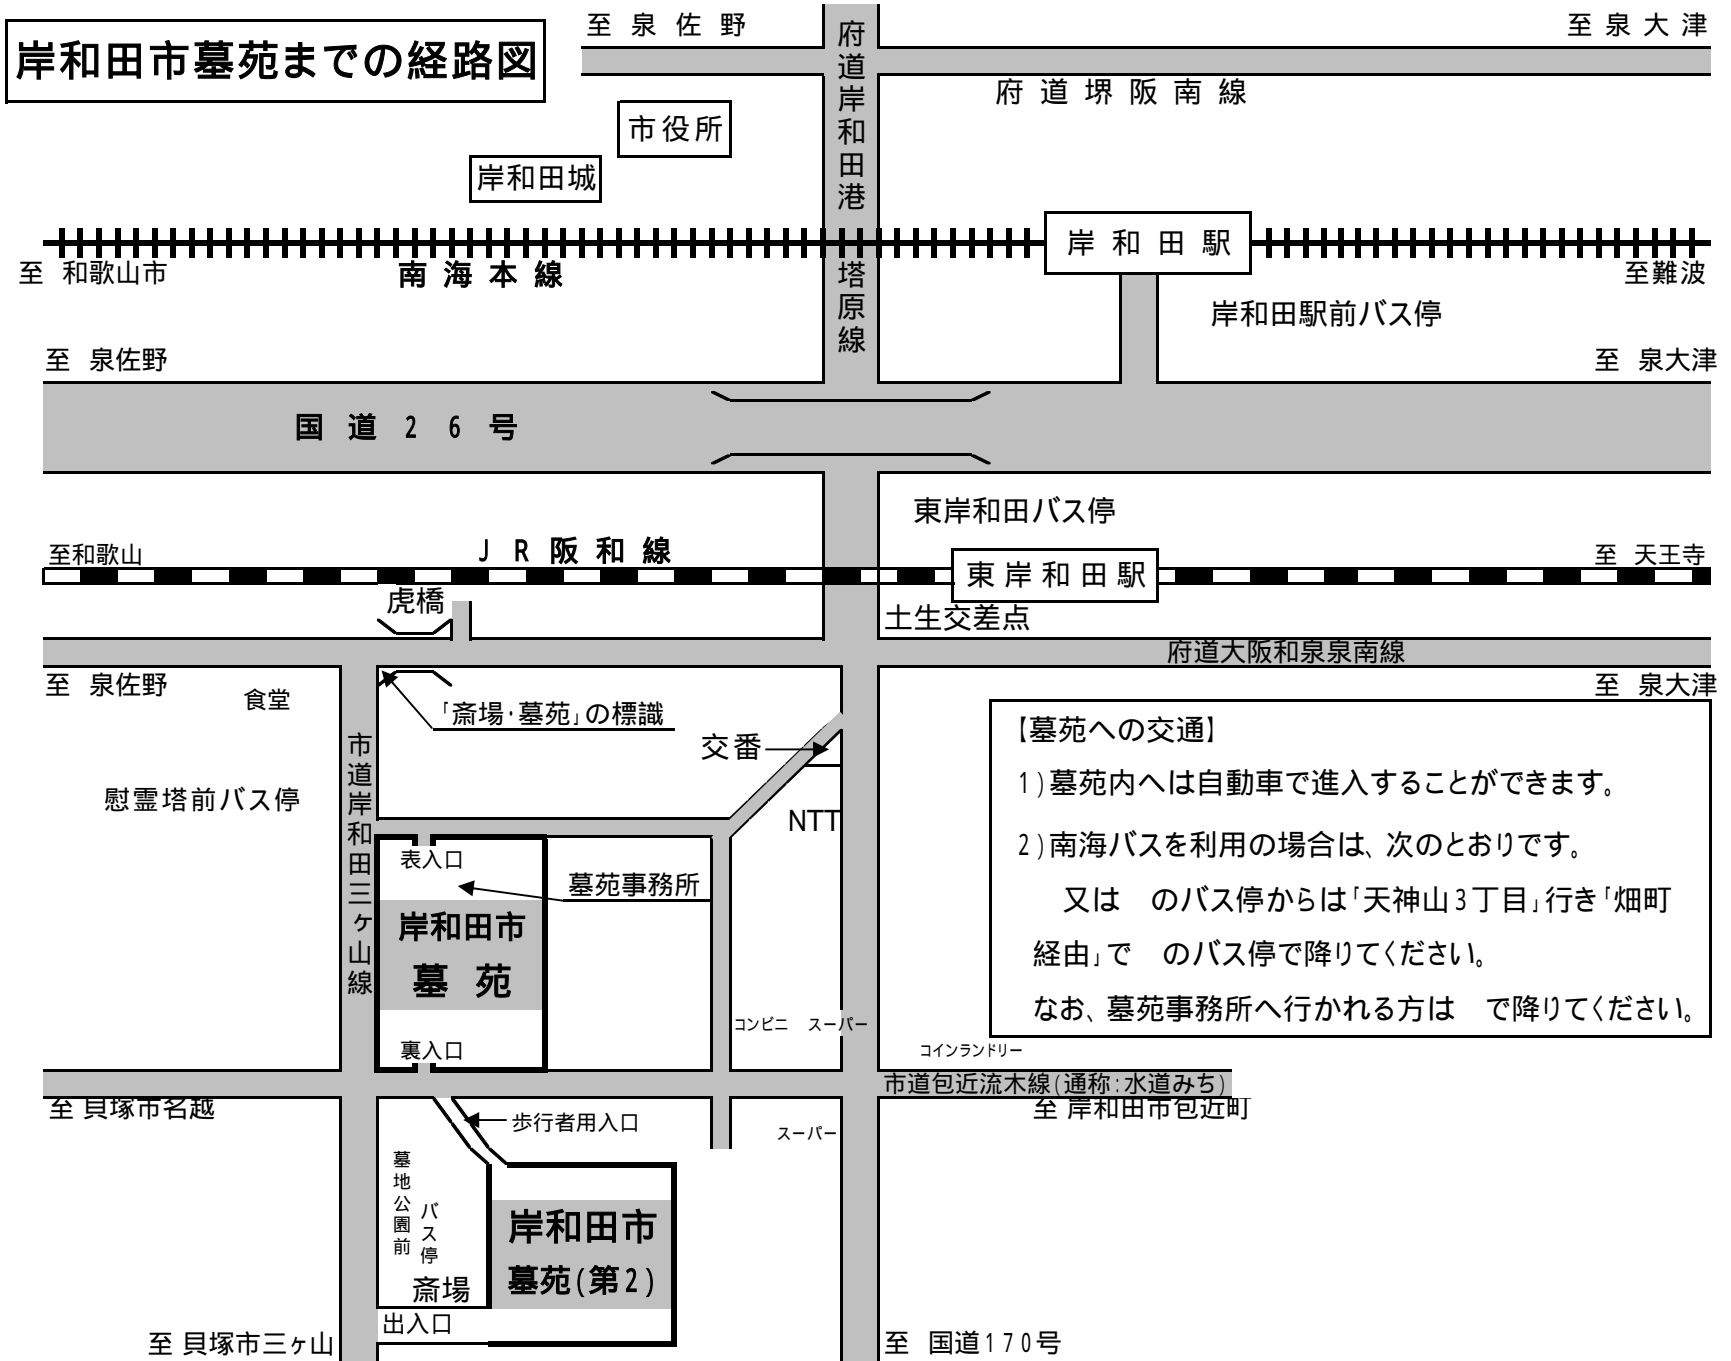 岸和田市墓苑までの経路図
至 泉佐野
至 泉大津
府道岸和田港
塔原線
府道堺阪南線
市役所
岸和田城
岸和田駅
至 和歌山市
南海本線
至難波
岸和田駅前バス停
至 泉佐野
至 泉大津
国道26号
東岸和田バス停
至和歌山
JR阪和線
東岸和田駅
至 天王寺
虎橋
土生交差点
府道大阪和泉泉南線
至 泉佐野
食堂
至 泉大津
「斎場・墓苑」の標識
交番
市道岸和田三ヶ山線
慰霊塔前バス停
NTT
表入口
墓苑事務所
岸和田市
墓苑
裏入口
コンビニ
スーパー
【墓苑への交通】
1)墓苑内へは自動車で進入することができます。
2)南海バスを利用の場合は、次のとおりです。
又は のバス停からは「天神山3丁目」行き「畑町
経由」で のバス停で降りてください。
なお、墓苑事務所へ行かれる方は で降りてください。
コインランドリー
市道包近流木線(通称:水道みち)
至 貝塚市名越
至 岸和田市包近町
歩行者用入口
スーパー
墓地公園前
バス停
岸和田市
墓苑(第2)
斎場
出入口
至 貝塚市三ヶ山
至 国道170号